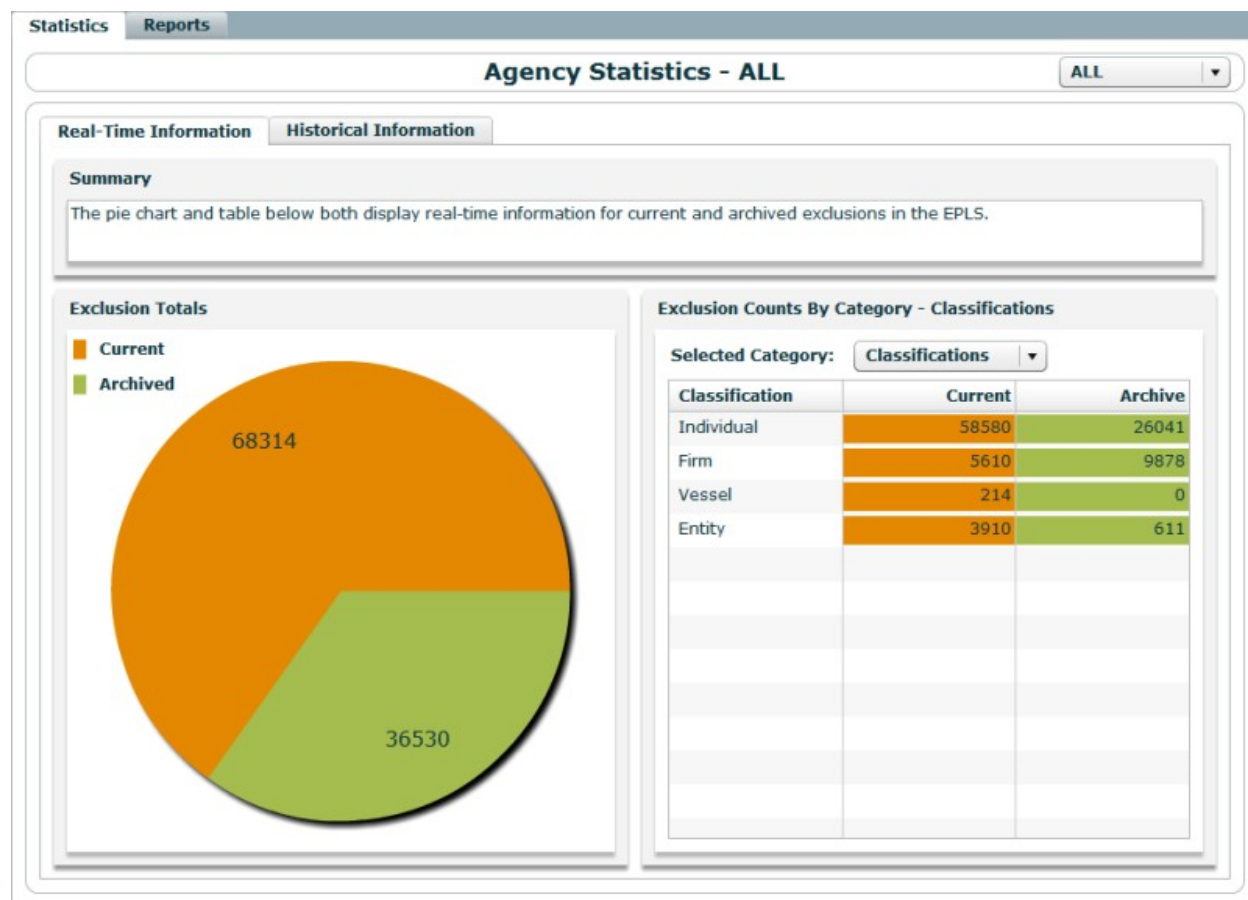 Statistics Reports
Agency Statistics - ALL ALL
Real-Time Information Historical Information
Summary
The pie chart and table below both display real-time information for current and archived exclusions in the EPLS.
Exclusion Totals
Current
Archived
68314
36530
Exclusion Counts By Category - Classifications
Selected Category: Classifications
Classification Current Archive
Individual 58580 26041
Firm 5610 9878
Vessel 214 0
Entity 3910 611